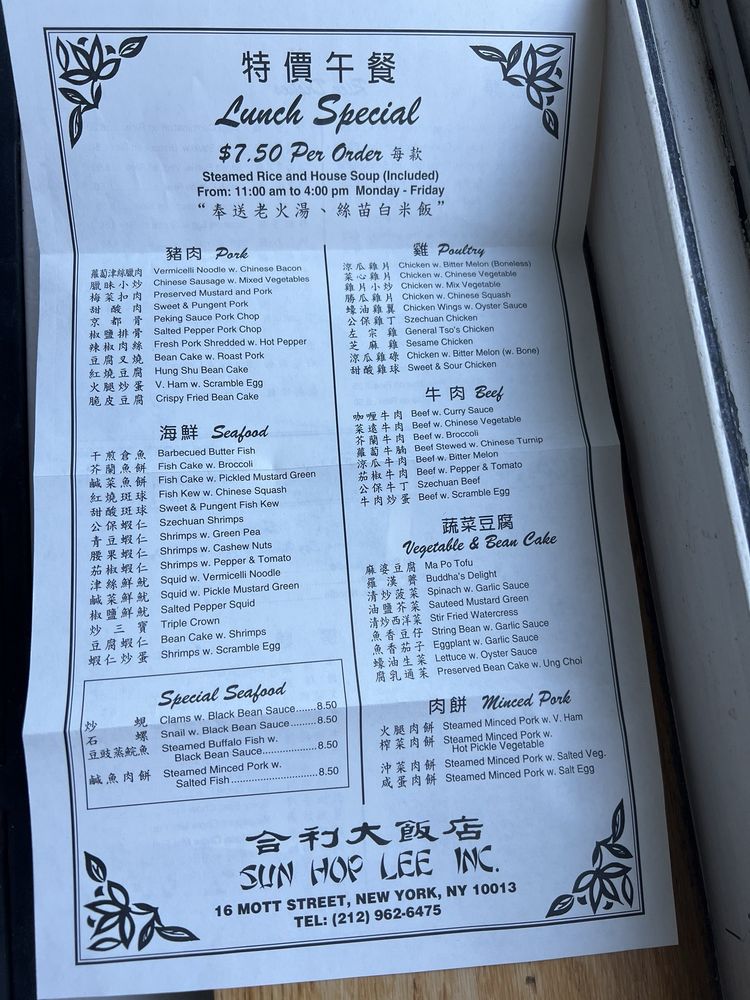 特價午餐
Lunch Special
$7.50 Per Order 每款
Steamed Rice and House Soup (Included)
From: 11:00 am to 4:00 pm Monday - Friday
“奉送老火湯、絲苗白米飯”
豬肉 Pork
蘿蔔津絲臘肉 Vermicelli Noodle w. Chinese Bacon
臘味小炒 Chinese Sausage w. Mixed Vegetables
梅菜扣肉 Preserved Mustard and Pork
甜酸肉 Sweet & Pungent Pork
京都骨 Peking Sauce Pork Chop
椒鹽排骨 Salted Pepper Pork Chop
辣椒肉絲 Fresh Pork Shredded w. Hot Pepper
豆腐叉燒 Bean Cake w. Roast Pork
紅燒豆腐 Hung Shu Bean Cake
火腿炒蛋 V. Ham w. Scramble Egg
脆皮豆腐 Crispy Fried Bean Cake
海鮮 Seafood
干煎倉魚 Barbecued Butter Fish
芥蘭魚餅 Fish Cake w. Broccoli
鹹菜魚餅 Fish Cake w. Pickled Mustard Green
紅燒斑球 Fish Kew w. Chinese Squash
甜酸斑球 Sweet & Pungent Fish Kew
公保蝦仁 Szechuan Shrimps
青豆蝦仁 Shrimps w. Green Pea
腰果蝦仁 Shrimps w. Cashew Nuts
茄椒蝦仁 Shrimps w. Pepper & Tomato
津絲鮮魷 Squid w. Vermicelli Noodle
鹹菜鮮魷 Squid w. Pickle Mustard Green
椒鹽鮮魷 Salted Pepper Squid
炒三寶 Triple Crown
豆腐蝦仁 Bean Cake w. Shrimps
蝦仁炒蛋 Shrimps w. Scramble Egg
Special Seafood
炒蜆 Clams w. Black Bean Sauce.......8.50
石螺 Snail w. Black Bean Sauce.........8.50
豆豉蒸鯇魚 Steamed Buffalo Fish w.
Black Bean Sauce..................8.50
鹹魚肉餅 Steamed Minced Pork w.
Salted Fish............................8.50
雞 Poultry
涼瓜雞片 Chicken w. Bitter Melon (Boneless)
菜心雞片 Chicken w. Chinese Vegetable
雞片小炒 Chicken w. Mix Vegetable
勝瓜雞片 Chicken w. Chinese Squash
蠔油雞翼 Chicken Wings w. Oyster Sauce
公保雞丁 Szechuan Chicken
左宗雞 General Tso's Chicken
芝麻雞 Sesame Chicken
涼瓜雞碌 Chicken w. Bitter Melon (w. Bone)
甜酸雞球 Sweet & Sour Chicken
牛肉 Beef
咖喱牛肉 Beef w. Curry Sauce
菜遠牛肉 Beef w. Chinese Vegetable
芥蘭牛肉 Beef w. Broccoli
蘿蔔牛腩 Beef Stewed w. Chinese Turnip
涼瓜牛肉 Beef w. Bitter Melon
茄椒牛肉 Beef w. Pepper & Tomato
公保牛丁 Szechuan Beef
牛肉炒蛋 Beef w. Scramble Egg
蔬菜豆腐
Vegetable & Bean Cake
麻婆豆腐 Ma Po Tofu
羅漢齋 Buddha's Delight
清炒菠菜 Spinach w. Garlic Sauce
油鹽芥菜 Sauteed Mustard Green
清炒西洋菜 Stir Fried Watercress
魚香豆仔 String Bean w. Garlic Sauce
魚香茄子 Eggplant w. Garlic Sauce
蠔油生菜 Lettuce w. Oyster Sauce
腐乳通菜 Preserved Bean Cake w. Ung Choi
肉餅 Minced Pork
火腿肉餅 Steamed Minced Pork w. V. Ham
榨菜肉餅 Steamed Minced Pork w.
Hot Pickle Vegetable
沖菜肉餅 Steamed Minced Pork w. Salted Veg.
咸蛋肉餅 Steamed Minced Pork w. Salt Egg
合利大飯店
SUN HOP LEE INC.
16 MOTT STREET, NEW YORK, NY 10013
TEL: (212) 962-6475